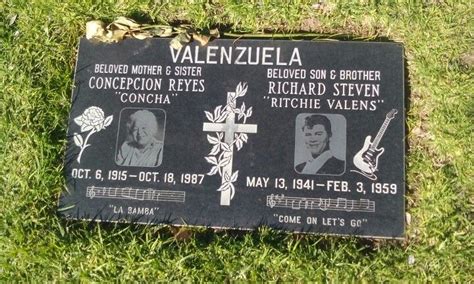 VALENZUELA
BELOVED MOTHER & SISTER
CONCEPCION REYES
"CONCHA"
OCT. 6, 1915 - OCT. 18, 1987
"LA BAMBA"
BELOVED SON & BROTHER
RICHARD STEVEN
"RITCHIE VALENS"
MAY 13, 1941 - FEB. 3, 1959
"COME ON LET'S GO"